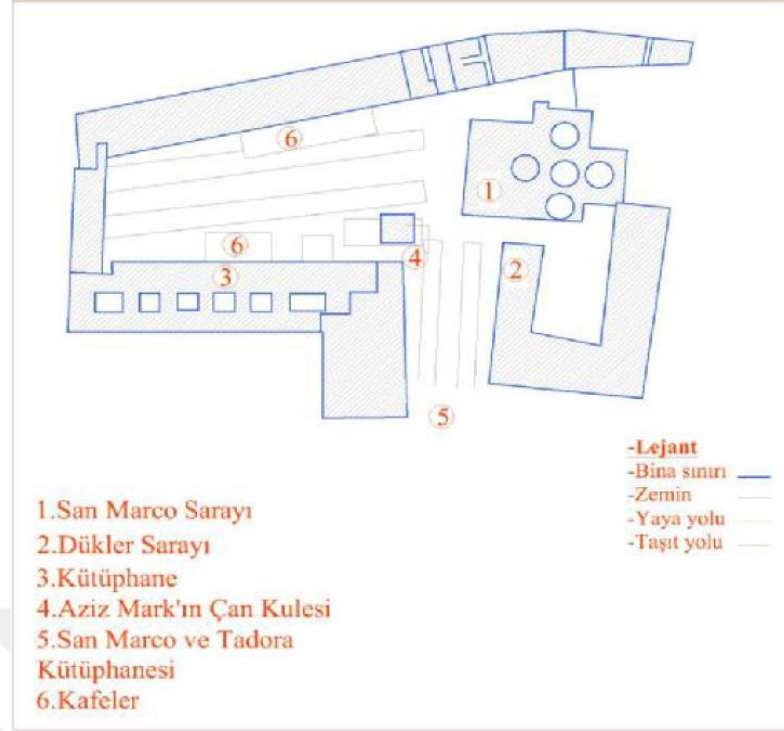 6
1
6
4
2
3
5
-Lejant
-Bina sınırı
-Zemin
-Yaya yolu
-Taşıt yolu
1.San Marco Sarayı
2.Dükler Sarayı
3.Kütüphane
4.Aziz Mark'ın Çan Kulesi
5.San Marco ve Tadora
Kütüphanesi
6.Kafeler